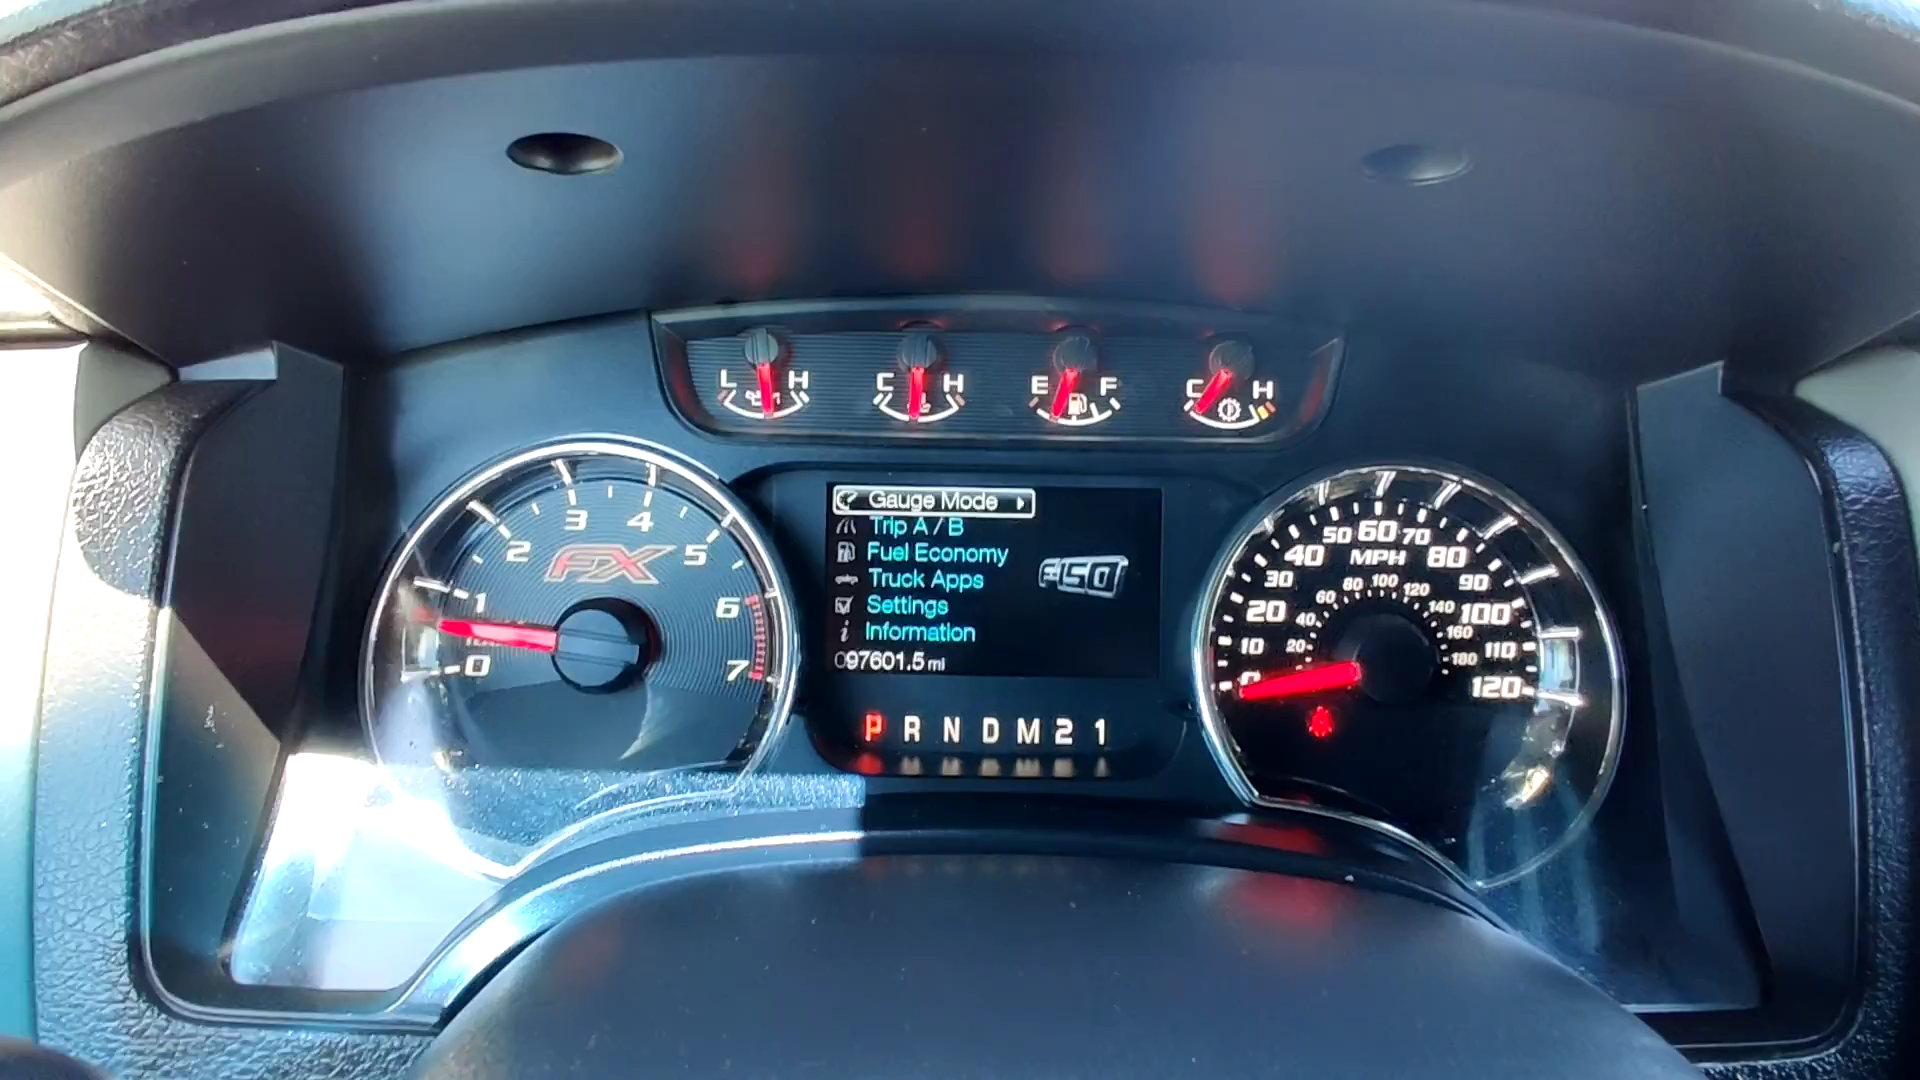 L H
C H
E F
C H
Gauge Mode
Trip A / B
Fuel Economy
Truck Apps
Settings
Information
097601.5 mi
F150
P R N D M 2 1
FX
0 1 2 3 4 5 6 7
0 10 20 30 40 50 60 70 80 90 100 110 120
MPH
20 40 60 80 100 120 140 160 180